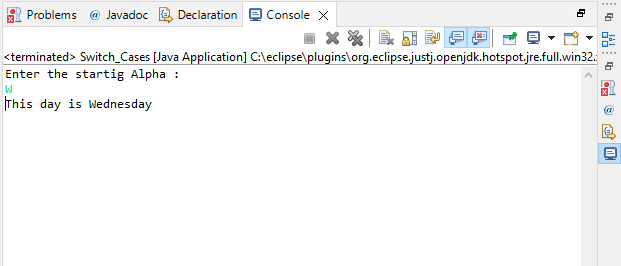 Problems @ Javadoc Declaration Console
<terminated> Switch_Cases [Java Application] C:\eclipse\plugins\org.eclipse.justj.openjdk.hotspot.jre.full.win32.
Enter the startig Alpha :
W
This day is Wednesday